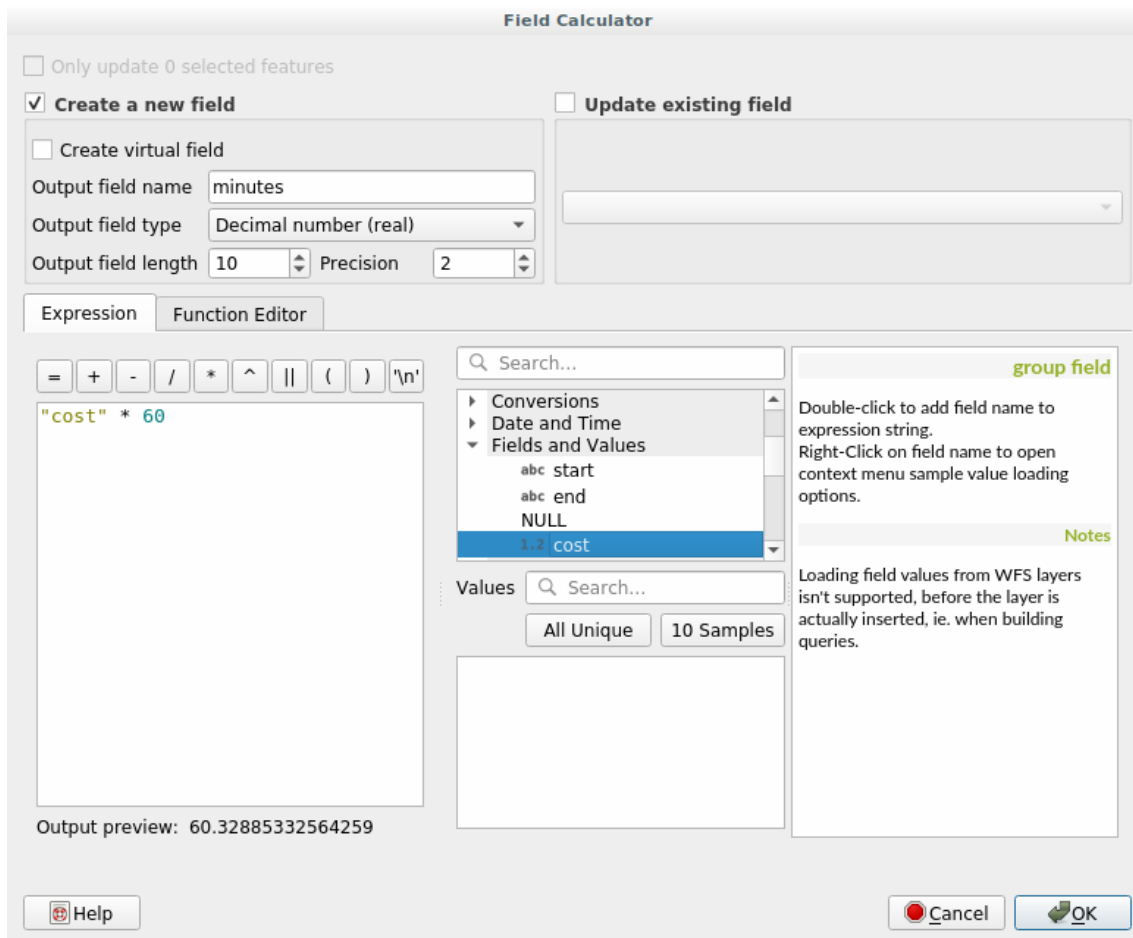 Field Calculator
Only update 0 selected features
Create a new field
Update existing field
Create virtual field
Output field name minutes
Output field type Decimal number (real)
Output field length 10 Precision 2
Expression Function Editor
= + - / * ^ || ( ) '\n'
"cost" * 60
Output preview: 60.32885332564259
Search...
Conversions
Date and Time
Fields and Values
abc start
abc end
NULL
1.2 cost
Values Search...
All Unique 10 Samples
group field
Double-click to add field name to
expression string.
Right-Click on field name to open
context menu sample value loading
options.
Notes
Loading field values from WFS layers
isn't supported, before the layer is
actually inserted, ie. when building
queries.
Help Cancel OK